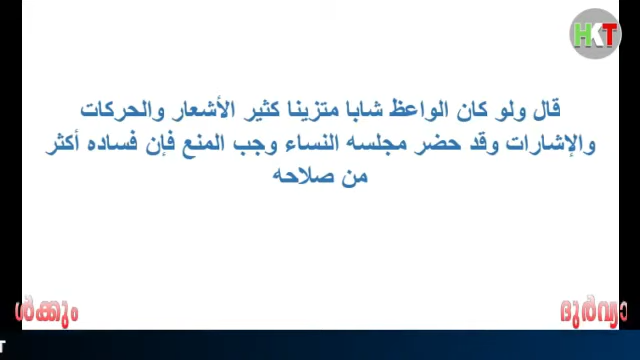 HKT
قال ولو كان الواعظ شابا متزينا كثير الأشعار والحركات
والإشارات وقد حضر مجلسه النساء وجب المنع فإن فساده أكثر
من صلاحه
ൾക്കും
ദുർവ്യാ
T